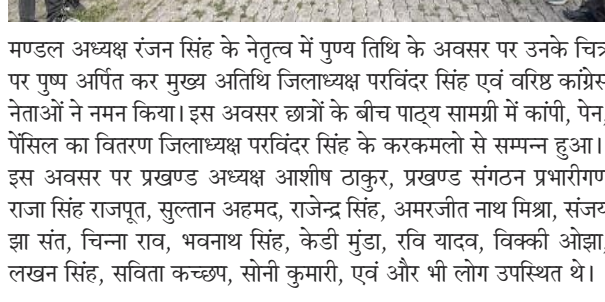 मण्डल अध्यक्ष रंजन सिंह के नेतृत्व में पुण्य तिथि के अवसर पर उनके चित्र
पर पुष्प अर्पित कर मुख्य अतिथि जिलाध्यक्ष परविंदर सिंह एवं वरिष्ठ कांग्रेस
नेताओं ने नमन किया। इस अवसर छात्रों के बीच पाठ्य सामग्री में कांपी, पेन,
पेंसिल का वितरण जिलाध्यक्ष परविंदर सिंह के करकमलो से सम्पन्न हुआ।
इस अवसर पर प्रखण्ड अध्यक्ष आशीष ठाकुर, प्रखण्ड संगठन प्रभारीगण
राजा सिंह राजपूत, सुल्तान अहमद, राजेन्द्र सिंह, अमरजीत नाथ मिश्रा, संजय
झा संत, चिन्ना राव, भवनाथ सिंह, केडी मुंडा, रवि यादव, विक्की ओझा,
लखन सिंह, सविता कच्छप, सोनी कुमारी, एवं और भी लोग उपस्थित थे।